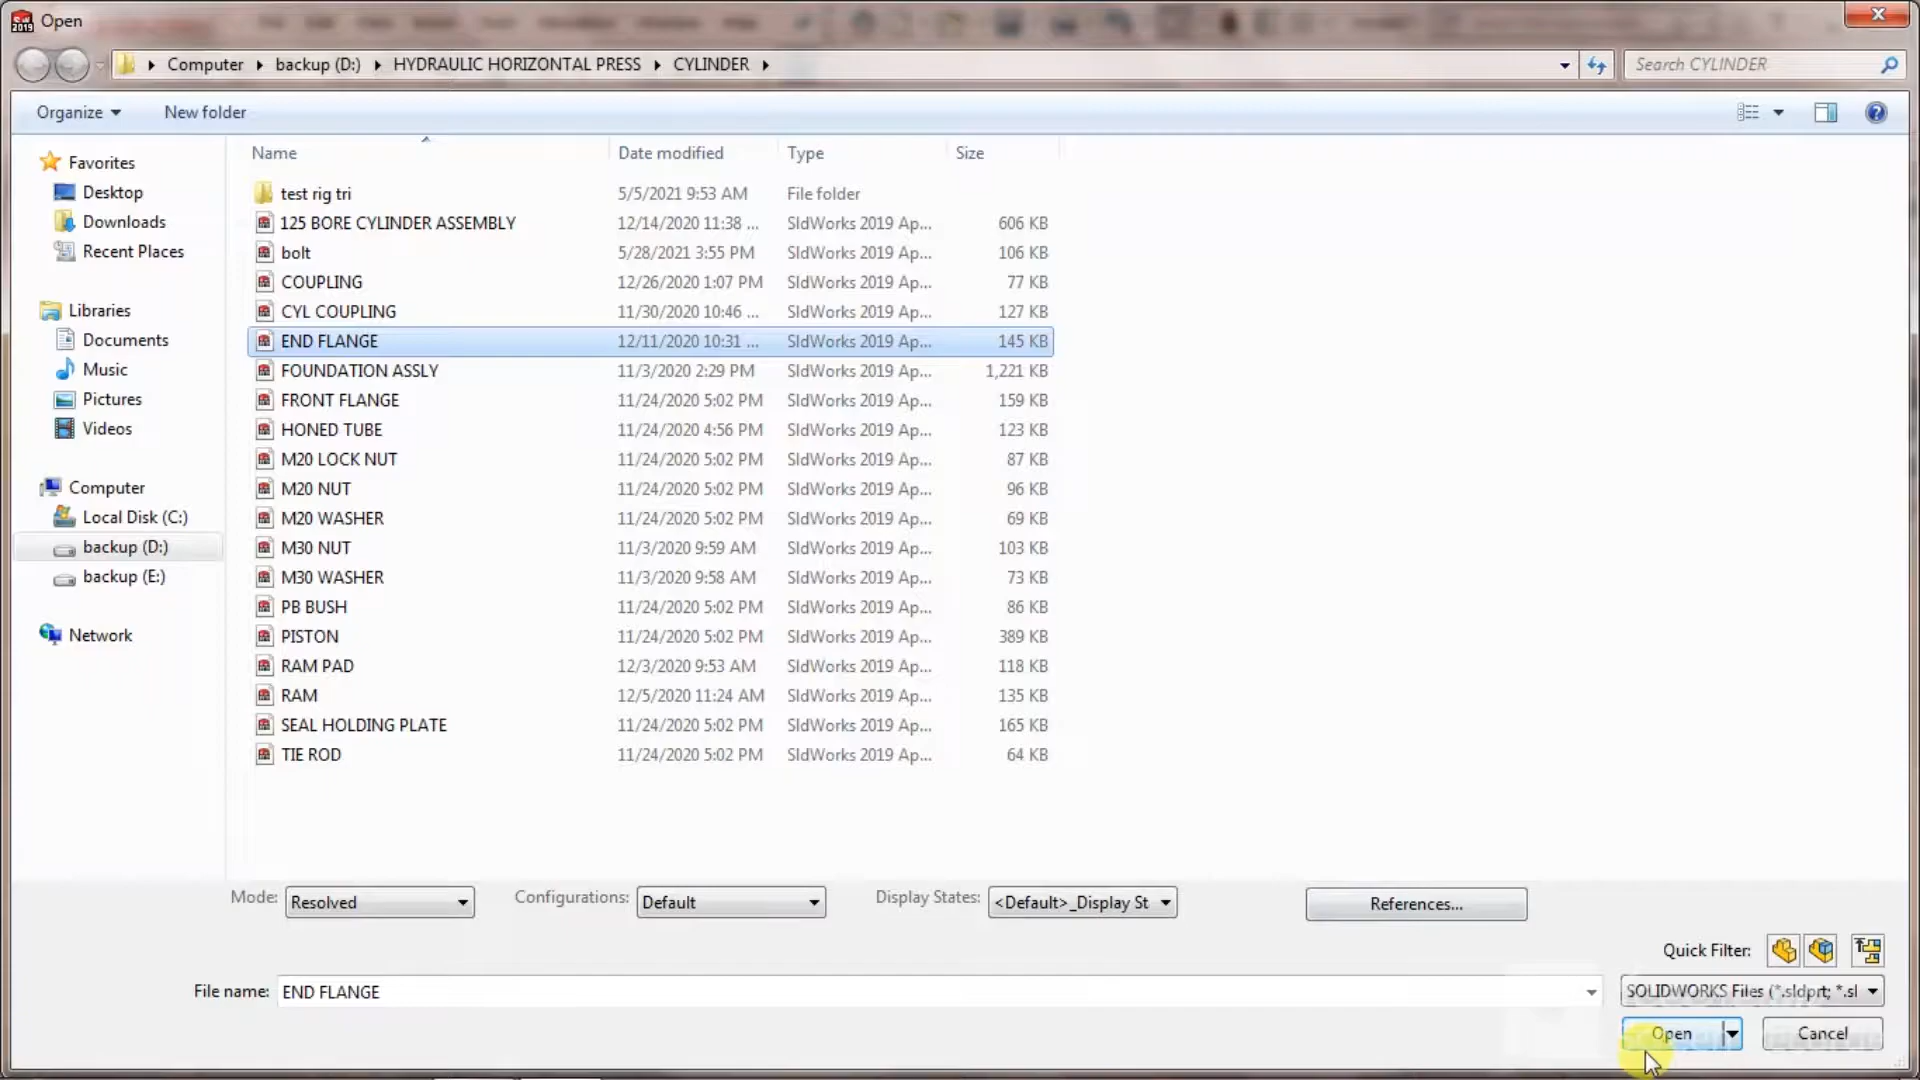 Open
Computer ▸ backup (D:) ▸ HYDRAULIC HORIZONTAL PRESS ▸ CYLINDER ▸
Search CYLINDER
Organize New folder
Name Date modified Type Size
Favorites
Desktop
Downloads
Recent Places
Libraries
Documents
Music
Pictures
Videos
Computer
Local Disk (C:)
backup (D:)
backup (E:)
Network
test rig tri 5/5/2021 9:53 AM File folder
125 BORE CYLINDER ASSEMBLY 12/14/2020 11:38 ... SldWorks 2019 Ap... 606 KB
bolt 5/28/2021 3:55 PM SldWorks 2019 Ap... 106 KB
COUPLING 12/26/2020 1:07 PM SldWorks 2019 Ap... 77 KB
CYL COUPLING 11/30/2020 10:46 ... SldWorks 2019 Ap... 127 KB
END FLANGE 12/11/2020 10:31 ... SldWorks 2019 Ap... 145 KB
FOUNDATION ASSLY 11/3/2020 2:29 PM SldWorks 2019 Ap... 1,221 KB
FRONT FLANGE 11/24/2020 5:02 PM SldWorks 2019 Ap... 159 KB
HONED TUBE 11/24/2020 4:56 PM SldWorks 2019 Ap... 123 KB
M20 LOCK NUT 11/24/2020 5:02 PM SldWorks 2019 Ap... 87 KB
M20 NUT 11/24/2020 5:02 PM SldWorks 2019 Ap... 96 KB
M20 WASHER 11/24/2020 5:02 PM SldWorks 2019 Ap... 69 KB
M30 NUT 11/3/2020 9:59 AM SldWorks 2019 Ap... 103 KB
M30 WASHER 11/3/2020 9:58 AM SldWorks 2019 Ap... 73 KB
PB BUSH 11/24/2020 5:02 PM SldWorks 2019 Ap... 86 KB
PISTON 11/24/2020 5:02 PM SldWorks 2019 Ap... 389 KB
RAM PAD 12/3/2020 9:53 AM SldWorks 2019 Ap... 118 KB
RAM 12/5/2020 11:24 AM SldWorks 2019 Ap... 135 KB
SEAL HOLDING PLATE 11/24/2020 5:02 PM SldWorks 2019 Ap... 165 KB
TIE ROD 11/24/2020 5:02 PM SldWorks 2019 Ap... 64 KB
Mode: Resolved Configurations: Default Display States: <Default>_Display St References...
Quick Filter:
File name: END FLANGE SOLIDWORKS Files (*.sldprt; *.sl
Open Cancel